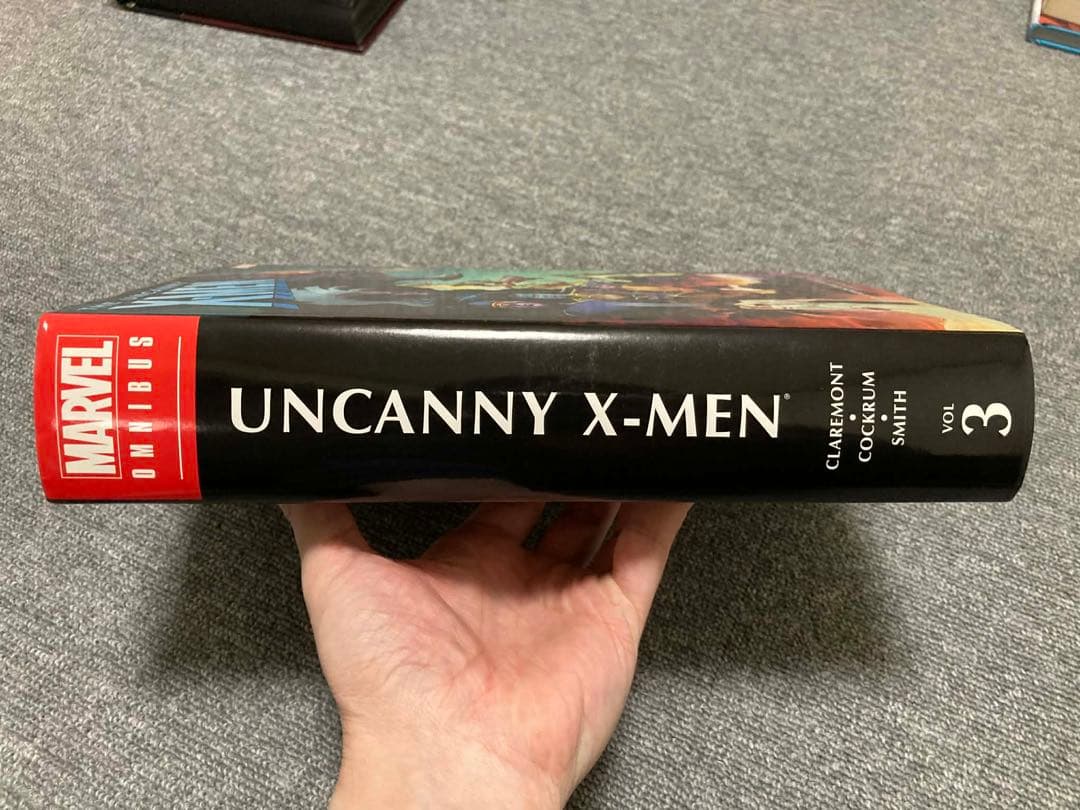 MARVEL
OMNIBUS
UNCANNY X-MEN®
CLAREMONT
•
COCKRUM
•
SMITH
VOL
3